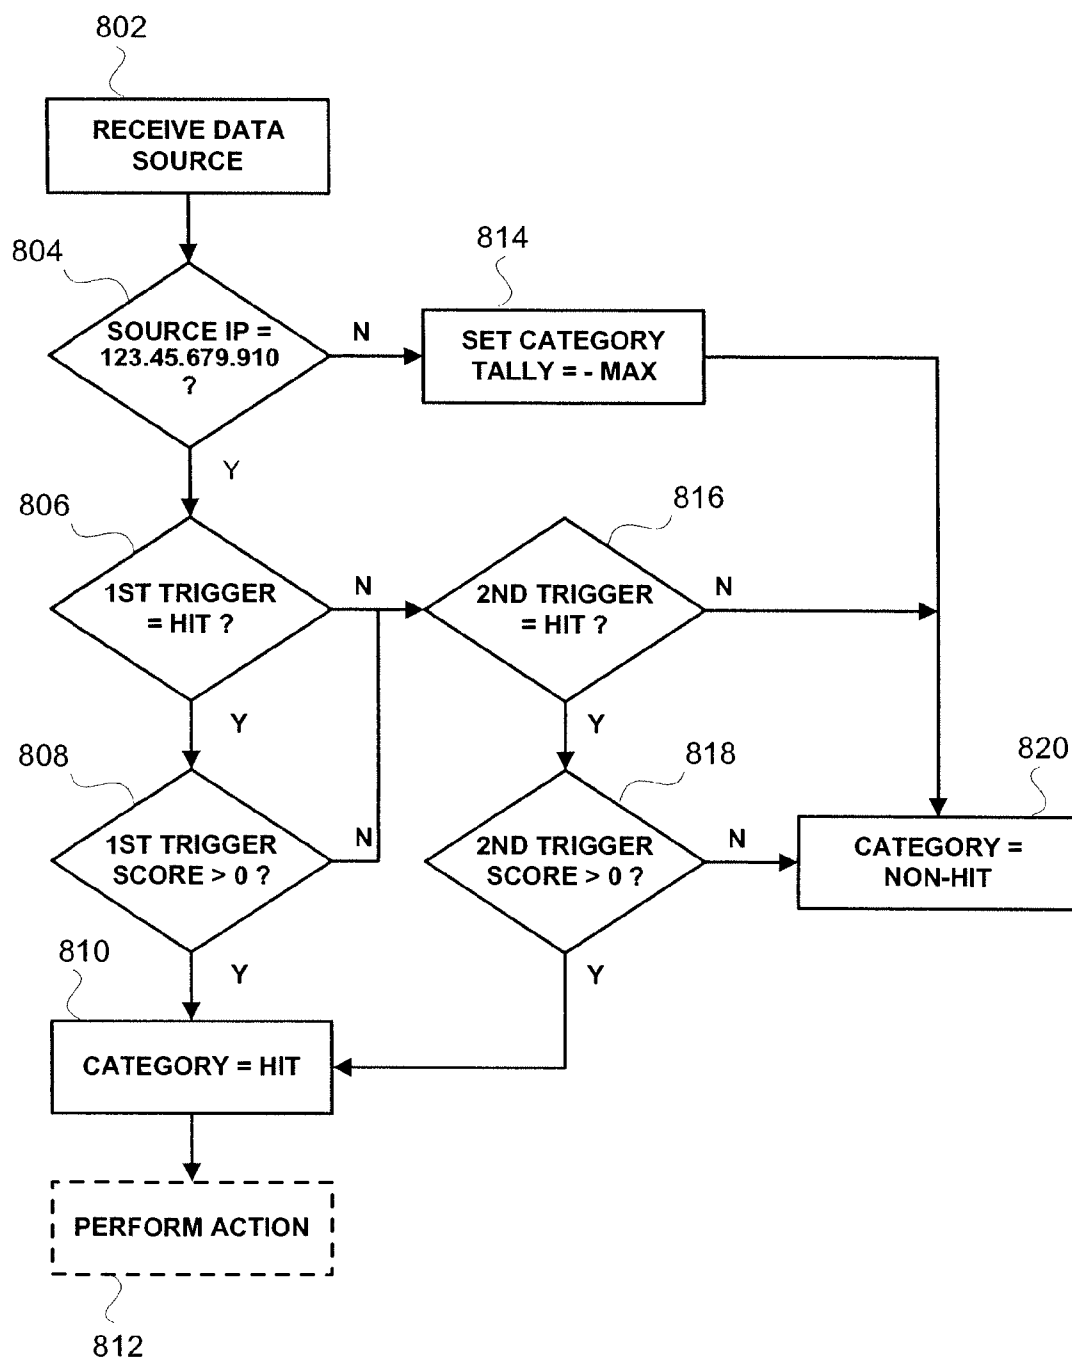 802
RECEIVE DATA
SOURCE
804
SOURCE IP =
123.45.679.910
?
N
814
SET CATEGORY
TALLY = - MAX
Y
806
1ST TRIGGER
= HIT ?
N
816
2ND TRIGGER
= HIT ?
N
Y
Y
808
1ST TRIGGER
SCORE > 0 ?
N
818
2ND TRIGGER
SCORE > 0 ?
N
820
CATEGORY =
NON-HIT
Y
Y
810
CATEGORY = HIT
PERFORM ACTION
812